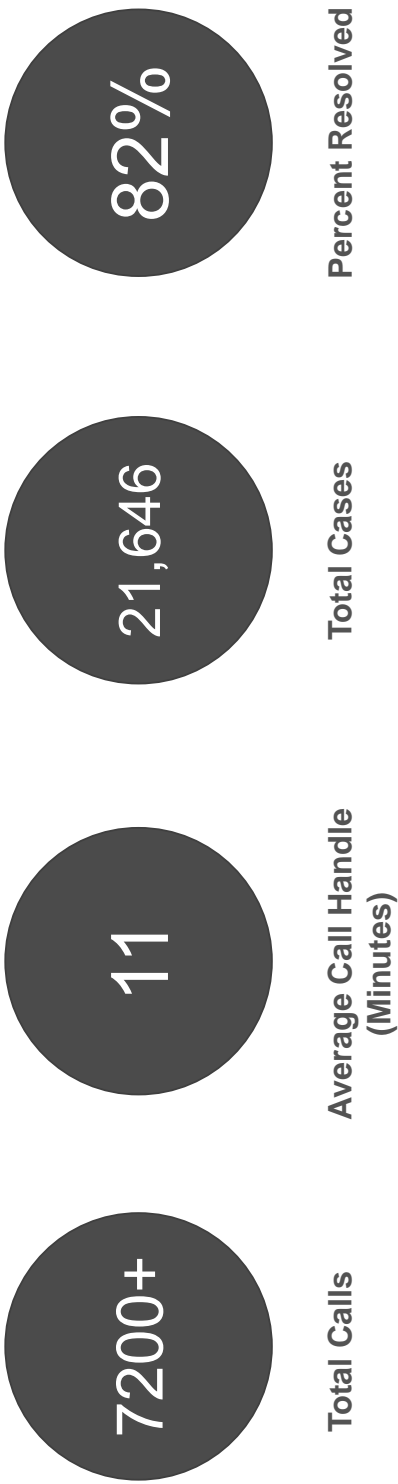 7200+
Total Calls
11
Average Call Handle
(Minutes)
21,646
Total Cases
82%
Percent Resolved